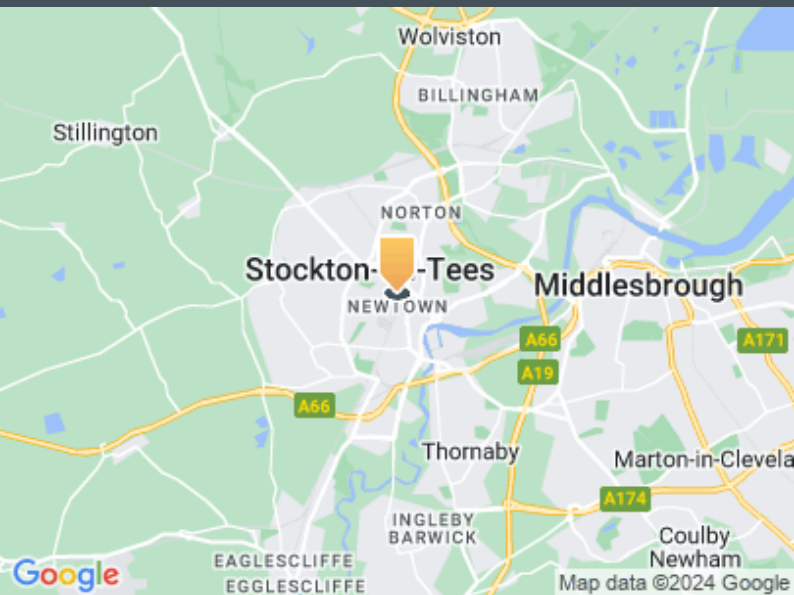 Wolviston
BILLINGHAM
Stillington
NORTON
Stockton- -Tees
Middlesbrough
NEWTOWN
A66
A171
A19
A66
Thornaby
Marton-in-Clevela
A174
INGLEBY
BARWICK
Coulby
Newham
EAGLESCLIFFE
EGGLESCLIFFE
Google
Map data ©2024 Google